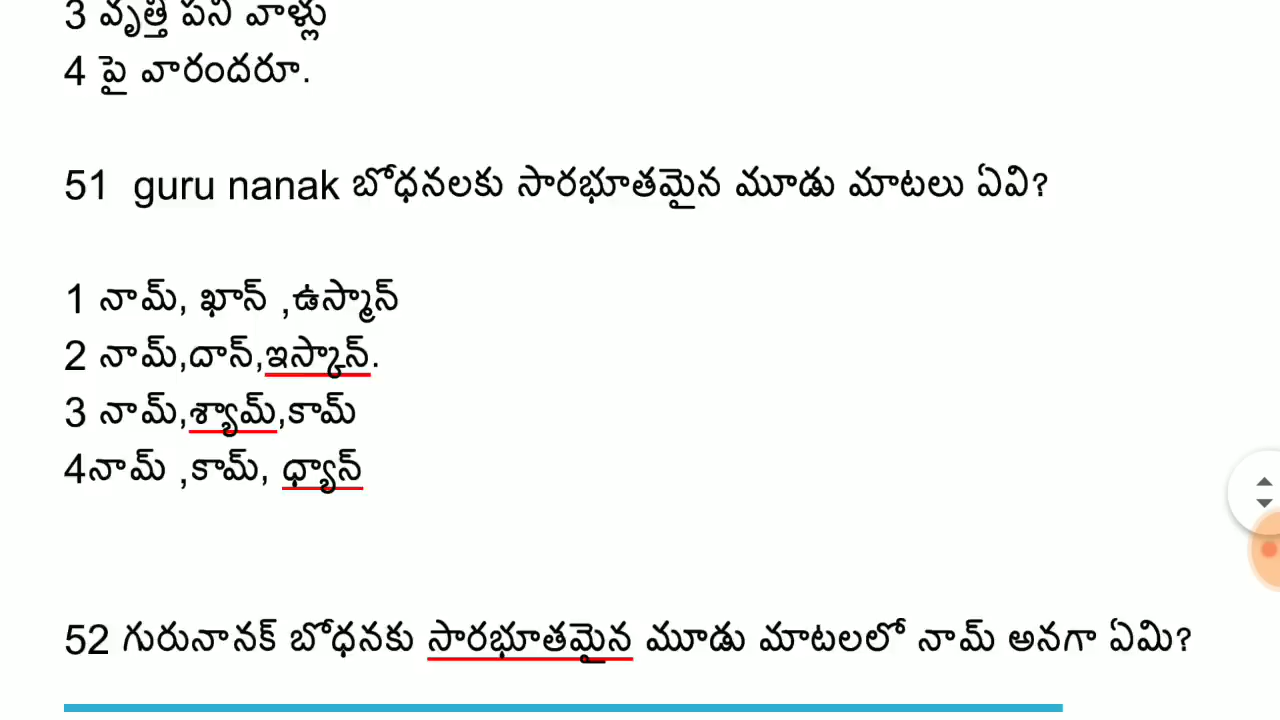 3 వృత్తి పని వాళ్లు
4 పై వారందరూ.
51 guru nanak బోధనలకు సారభూతమైన మూడు మాటలు ఏవి?
1 నామ్, ఖాన్ ,ఉస్మాన్
2 నామ్,దాన్,ఇస్కాన్.
3 నామ్,శ్యామ్,కామ్
4నామ్ ,కామ్, ధ్యాన్
52 గురునానక్ బోధనకు సారభూతమైన మూడు మాటలలో నామ్ అనగా ఏమి?